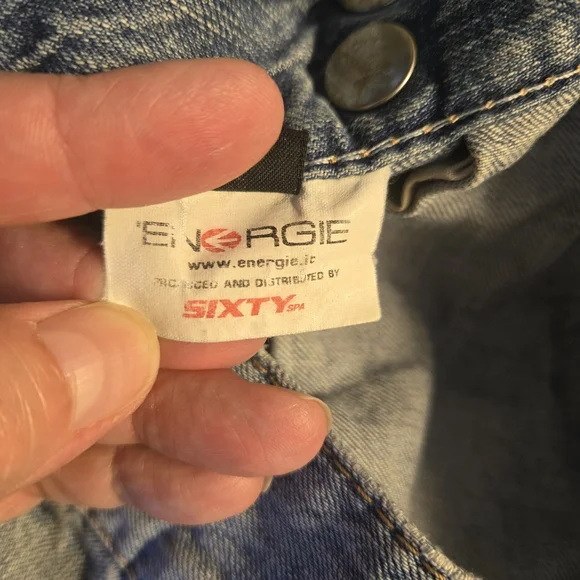 ENERGIE
www.energie.it
PRODUCED AND DISTRIBUTED BY
SIXTY SPA